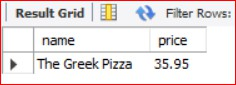 Result Grid Filter Rows:
name price
The Greek Pizza 35.95